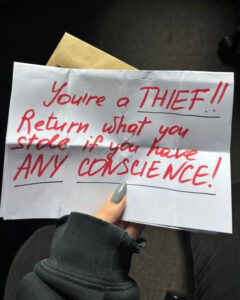 You're a THIEF!!
Return what you
stole if you have
ANY CONSCIENCE!